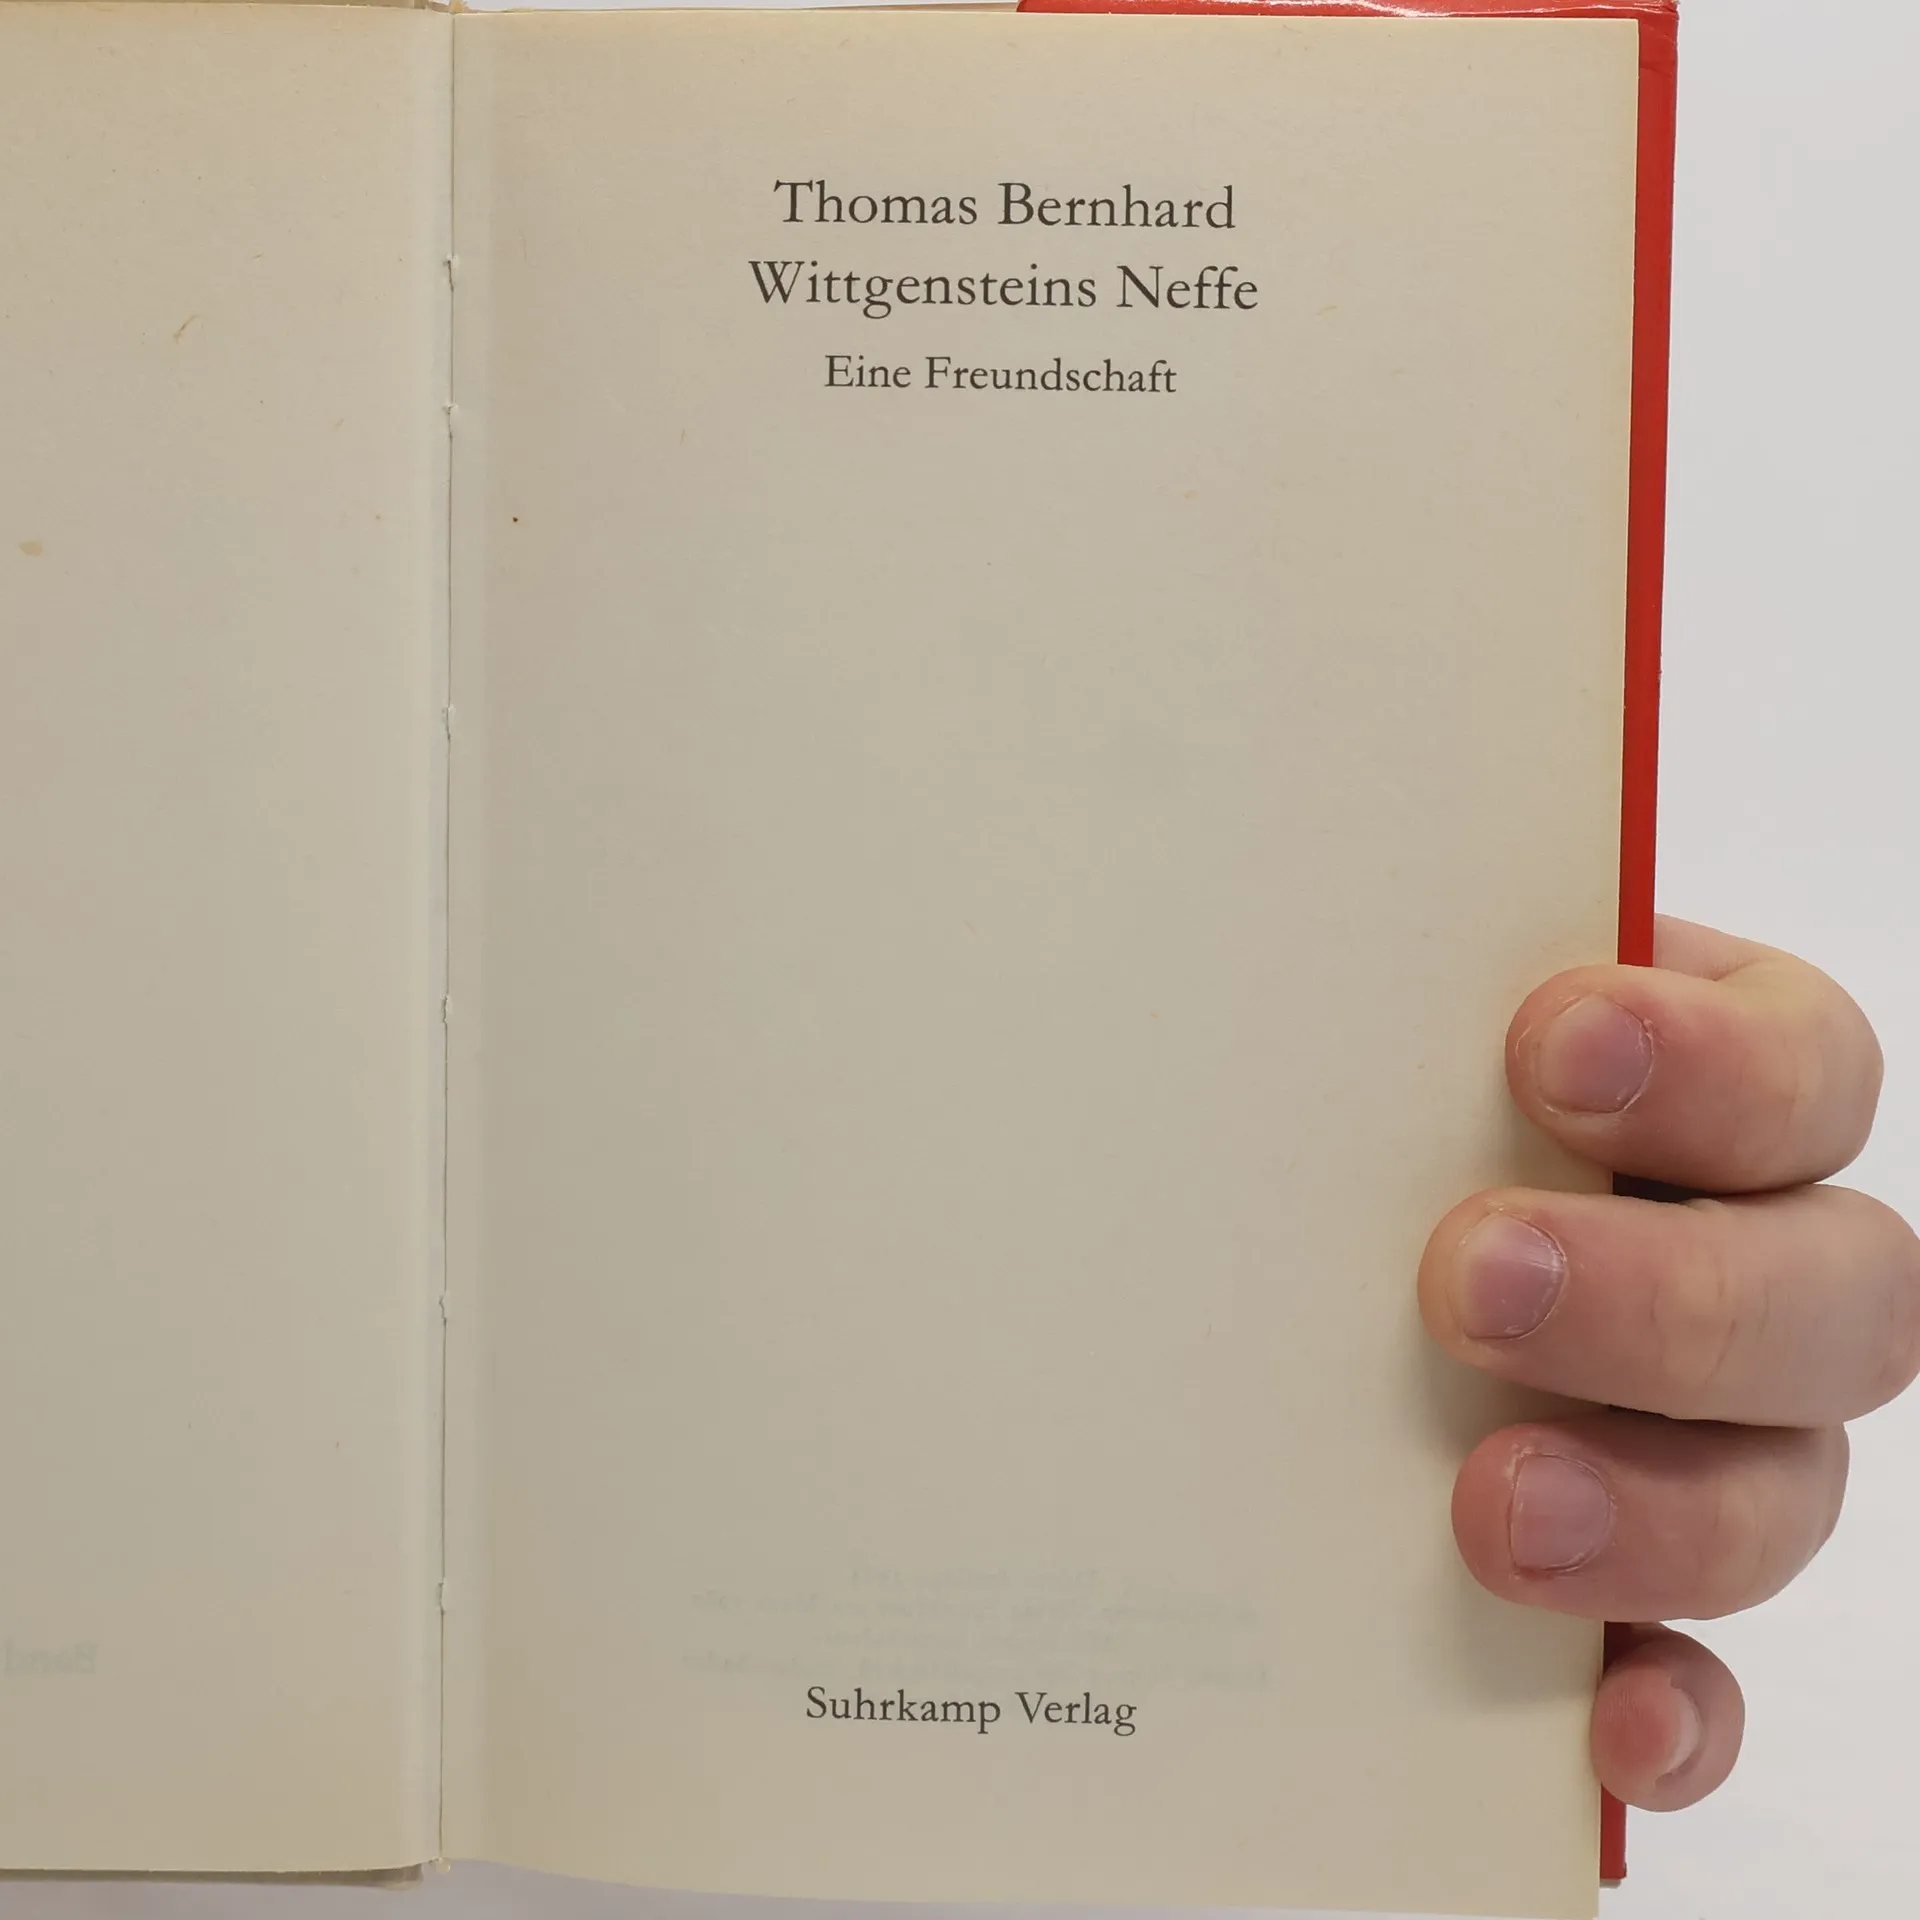 Thomas Bernhard
Wittgensteins Neffe
Eine Freundschaft
Suhrkamp Verlag